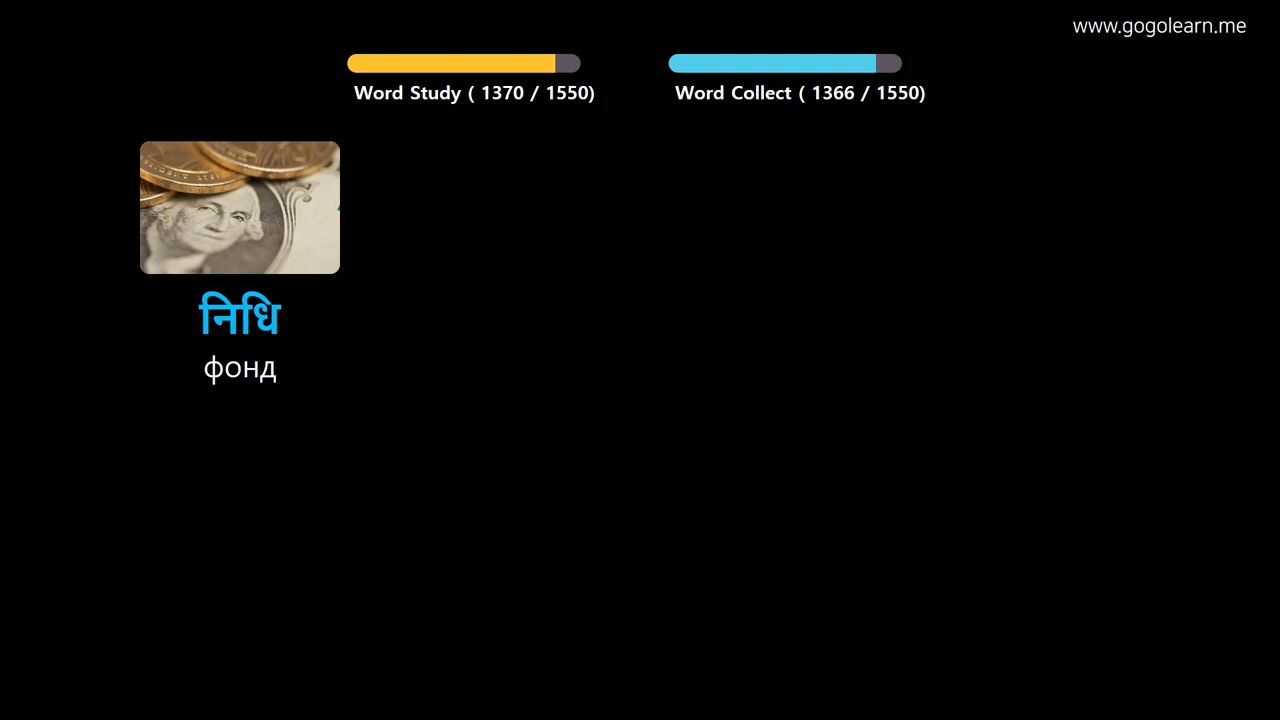 www.gogolearn.me
Word Study ( 1370 / 1550)
Word Collect ( 1366 / 1550)
निधि
фонд